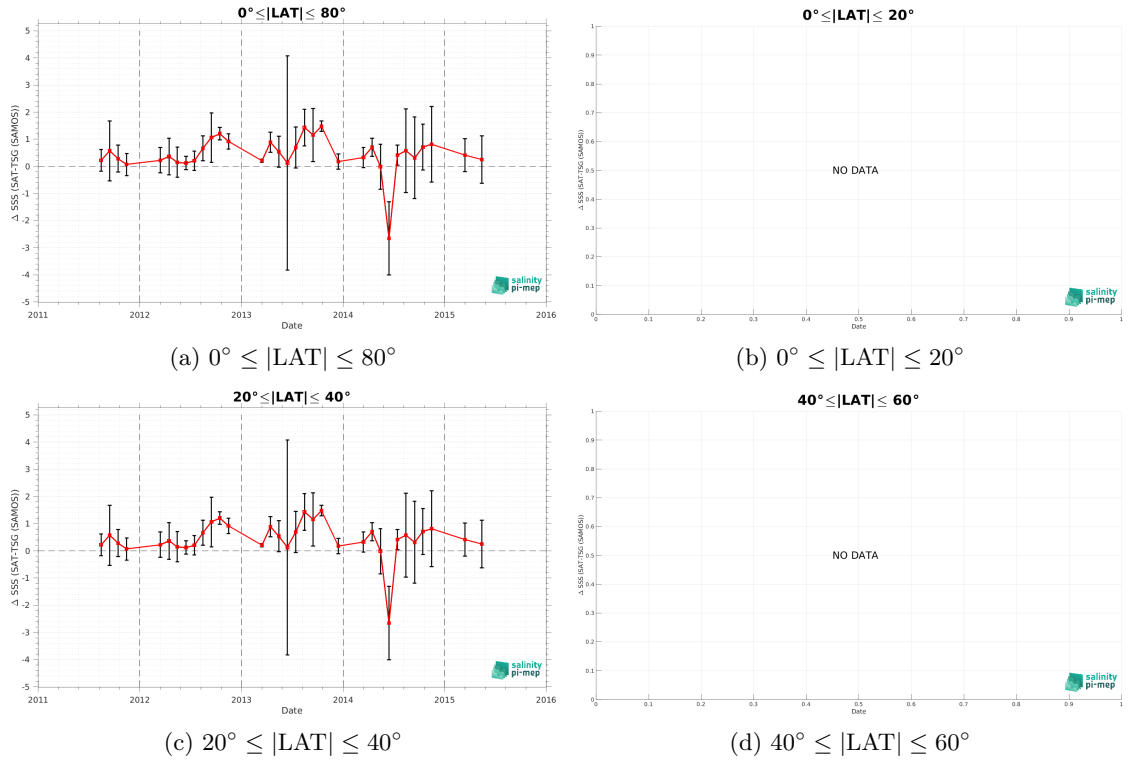 0°≤|LAT|≤ 80°
Δ SSS (SAT-TSG (SAMOS))
5
4
3
2
1
0
-1
-2
-3
-4
-5
2011 2012 2013 2014 2015 2016
Date
salinity
pi-mep
(a) 0° ≤ |LAT| ≤ 80°
0°≤|LAT|≤ 20°
Δ SSS (SAT-TSG (SAMOS))
1
0.9
0.8
0.7
0.6
0.5
0.4
0.3
0.2
0.1
0
NO DATA
0 0.1 0.2 0.3 0.4 0.5 0.6 0.7 0.8 0.9 1
Date
salinity
pi-mep
(b) 0° ≤ |LAT| ≤ 20°
20°≤|LAT|≤ 40°
Δ SSS (SAT-TSG (SAMOS))
5
4
3
2
1
0
-1
-2
-3
-4
-5
2011 2012 2013 2014 2015 2016
Date
salinity
pi-mep
(c) 20° ≤ |LAT| ≤ 40°
40°≤|LAT|≤ 60°
Δ SSS (SAT-TSG (SAMOS))
1
0.9
0.8
0.7
0.6
0.5
0.4
0.3
0.2
0.1
0
NO DATA
0 0.1 0.2 0.3 0.4 0.5 0.6 0.7 0.8 0.9 1
Date
salinity
pi-mep
(d) 40° ≤ |LAT| ≤ 60°